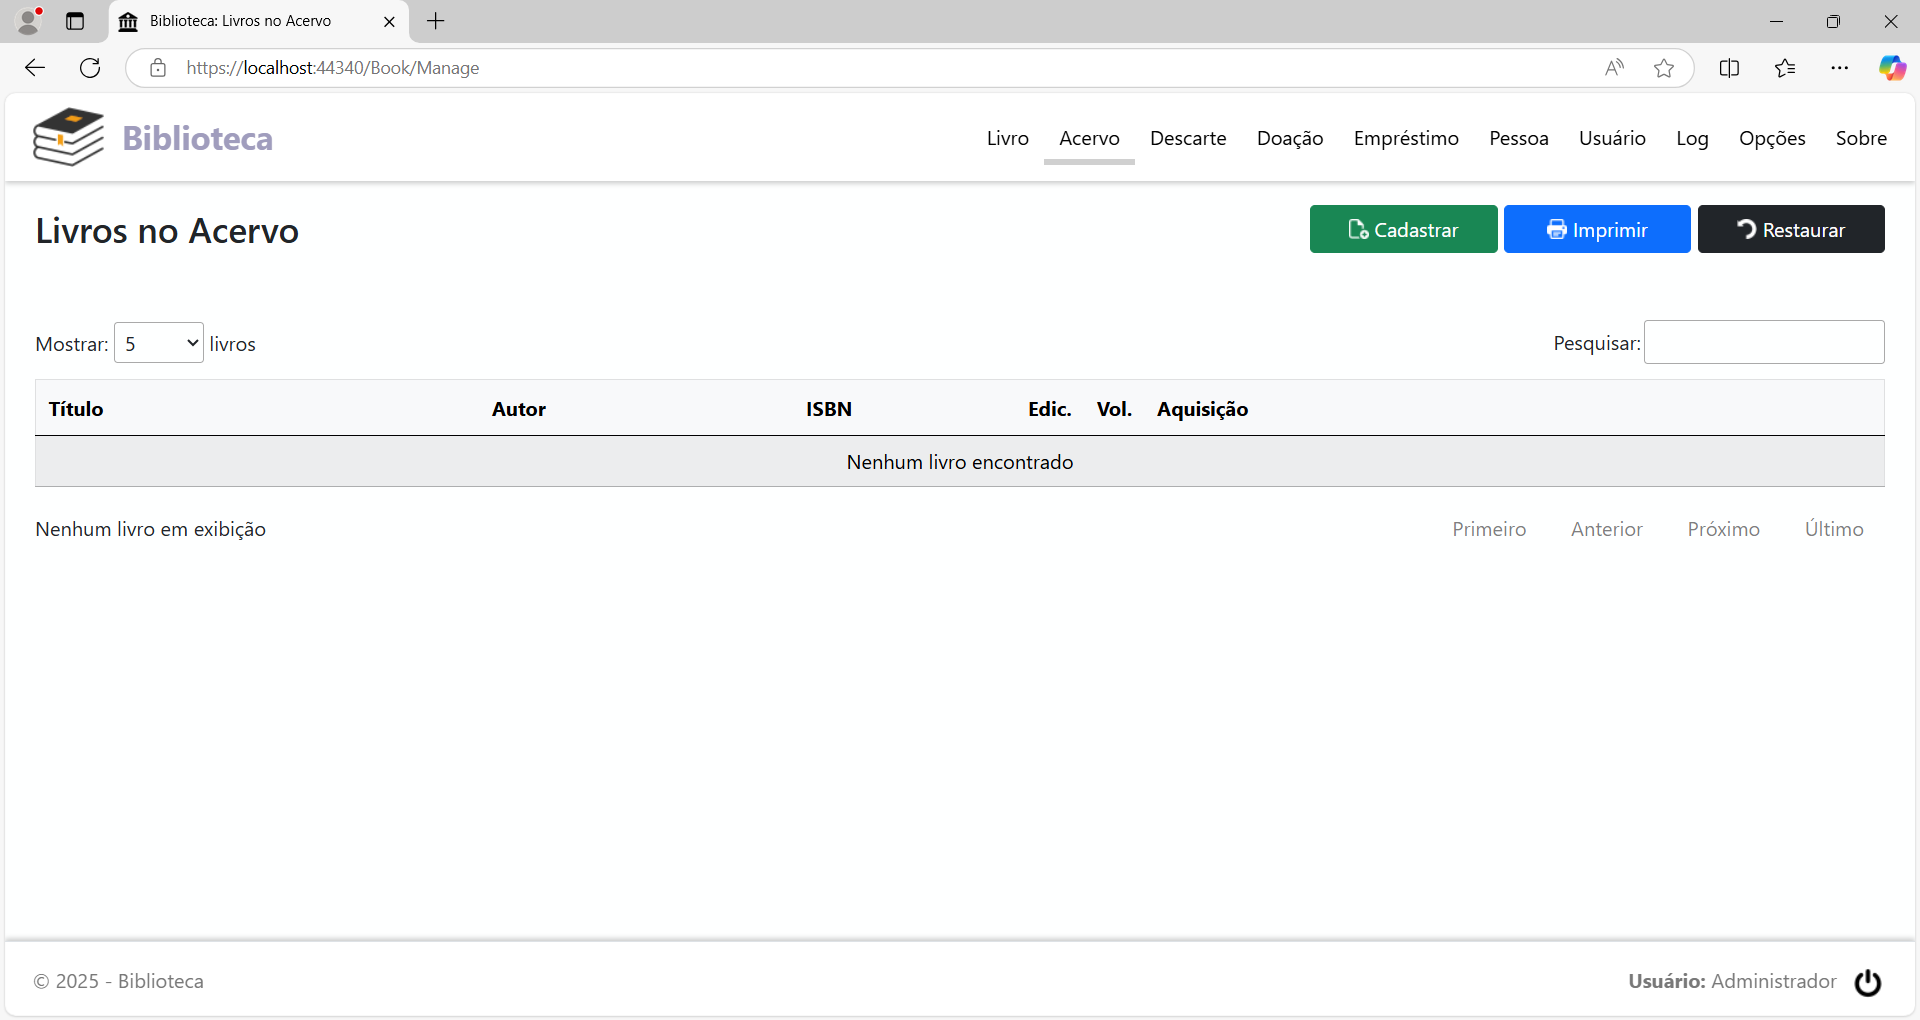 Biblioteca: Livros no Acervo
https://localhost:44340/Book/Manage
Biblioteca
Livro Acervo Descarte Doação Empréstimo Pessoa Usuário Log Opções Sobre
Livros no Acervo
Cadastrar Imprimir Restaurar
Mostrar: 5 livros Pesquisar:
Título Autor ISBN Edic. Vol. Aquisição
Nenhum livro encontrado
Nenhum livro em exibição Primeiro Anterior Próximo Último
© 2025 - Biblioteca Usuário: Administrador